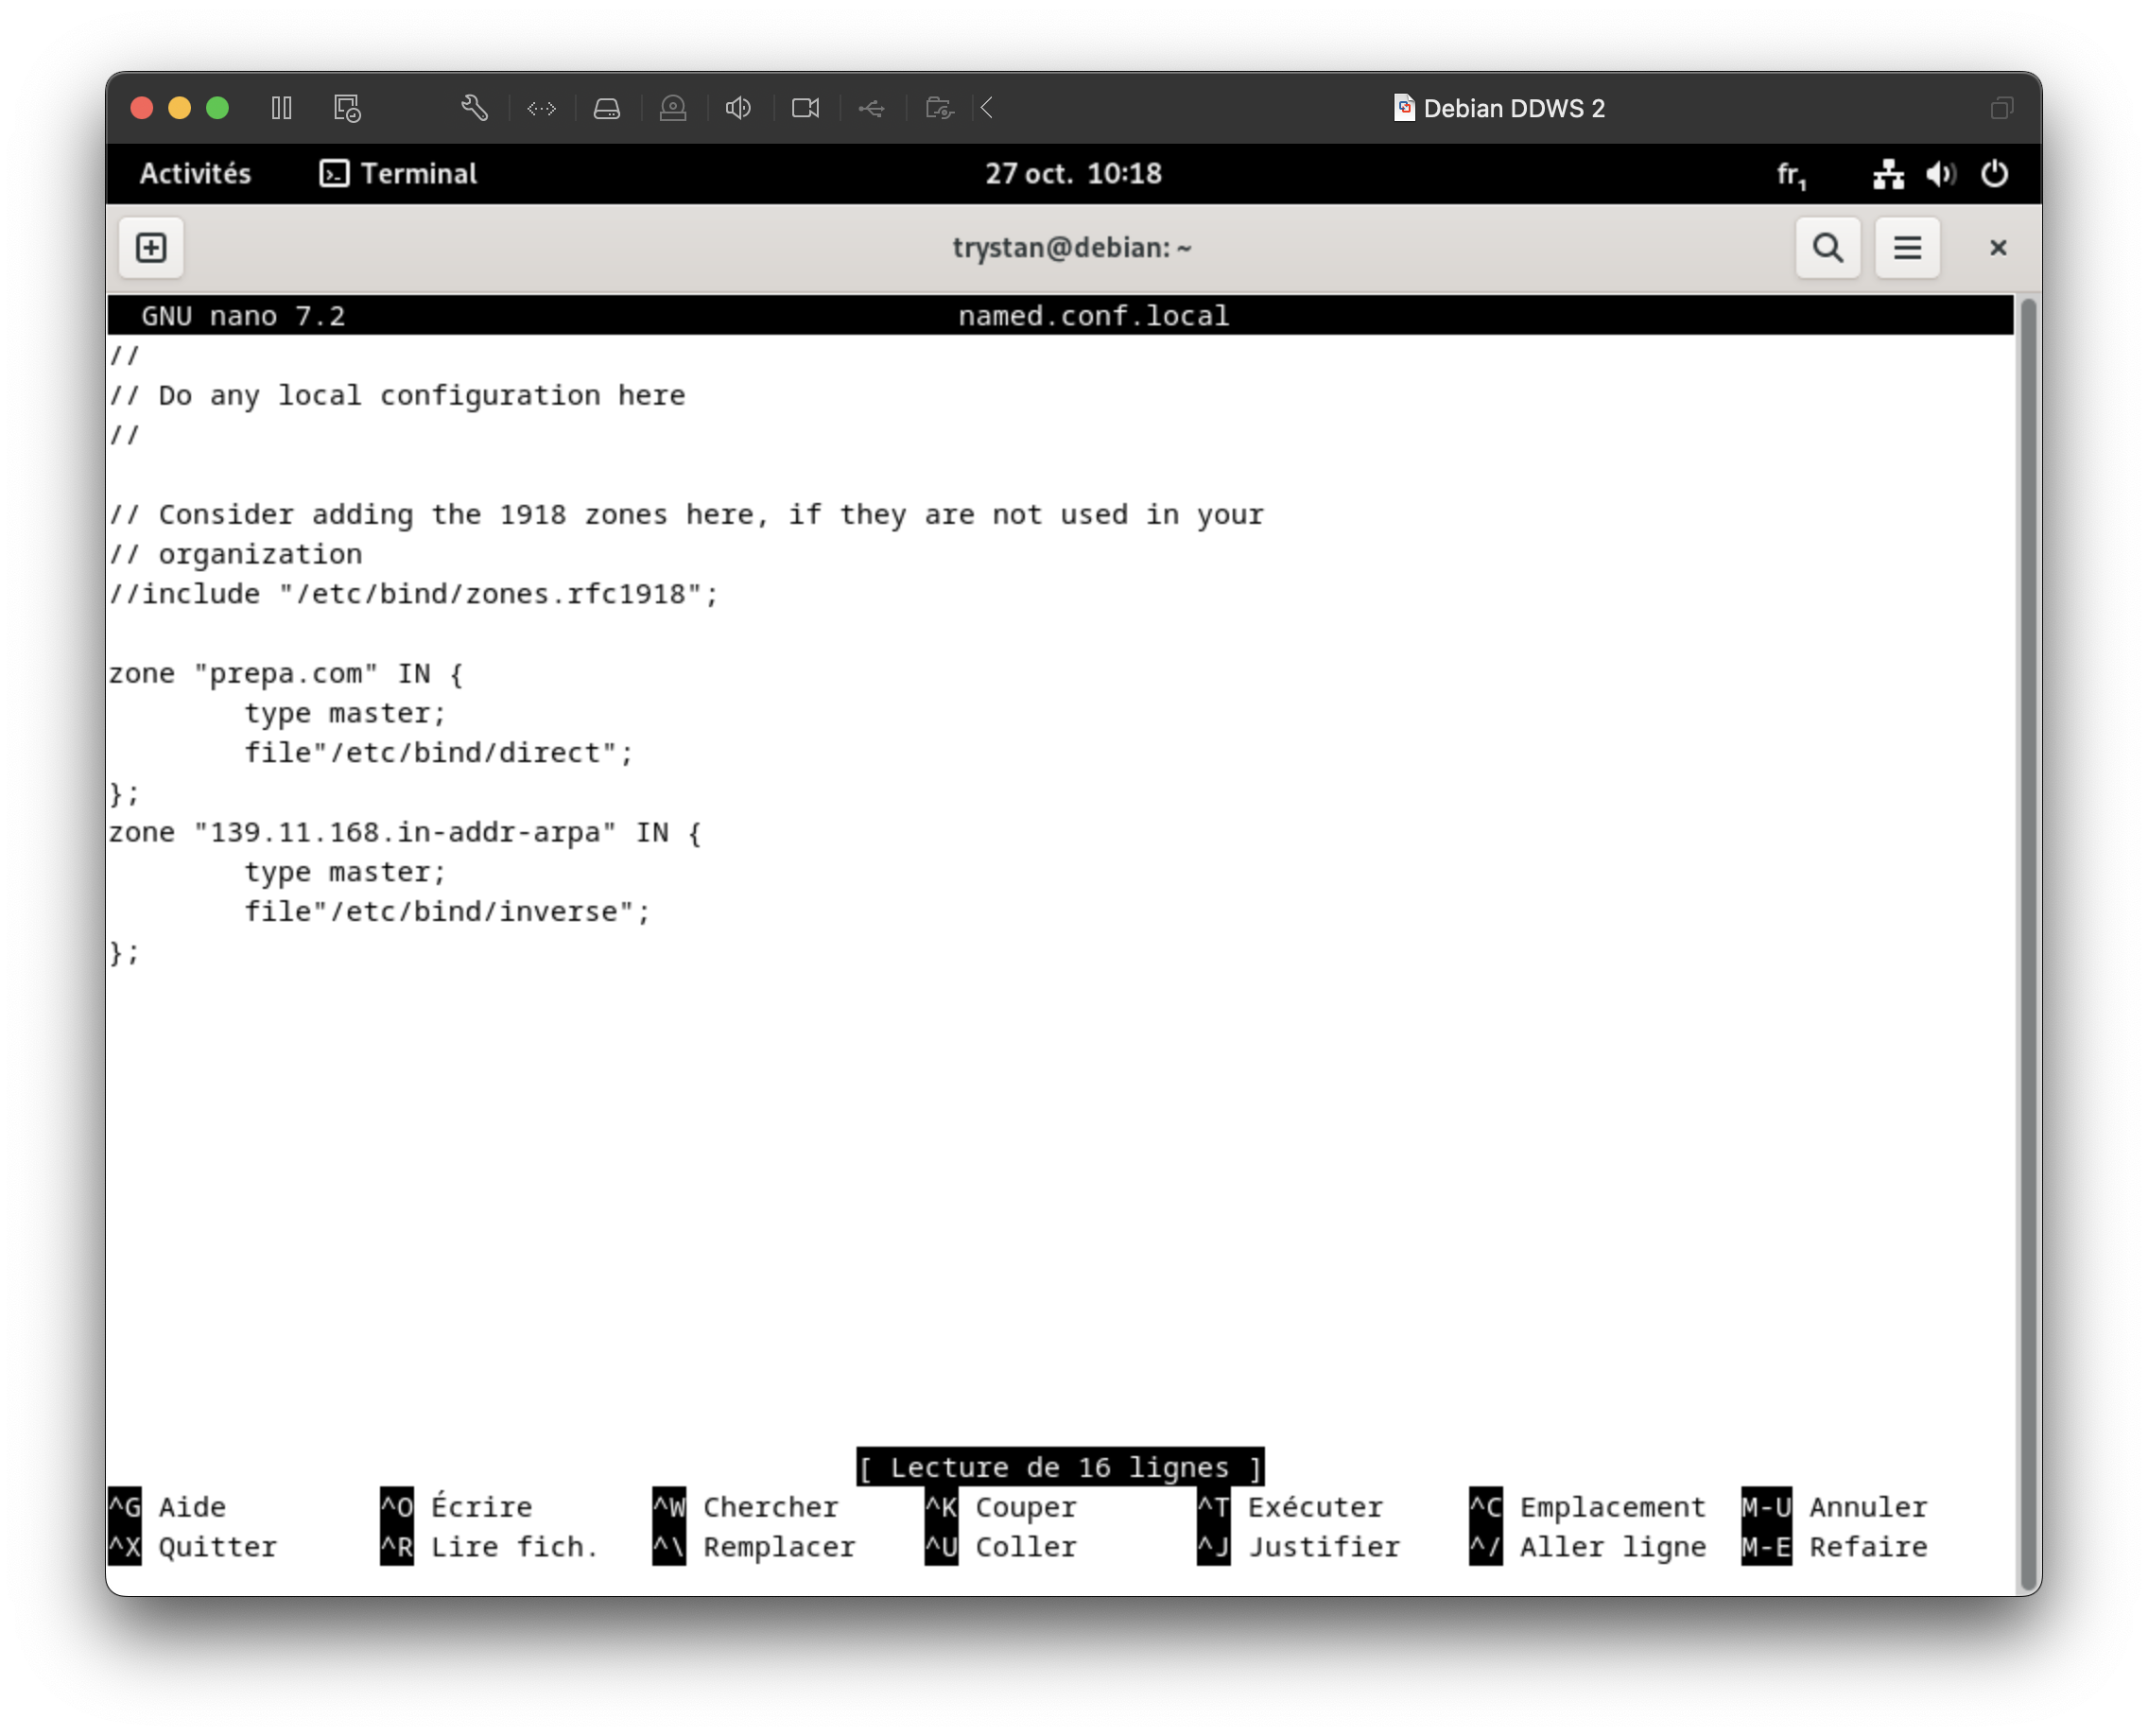 Debian DDWS 2
Activités Terminal 27 oct. 10:18 fr1
trystan@debian: ~
GNU nano 7.2 named.conf.local
//
// Do any local configuration here
//
// Consider adding the 1918 zones here, if they are not used in your
// organization
//include "/etc/bind/zones.rfc1918";
zone "prepa.com" IN {
type master;
file"/etc/bind/direct";
};
zone "139.11.168.in-addr-arpa" IN {
type master;
file"/etc/bind/inverse";
};
[ Lecture de 16 lignes ]
^G Aide ^O Écrire ^W Chercher ^K Couper ^T Exécuter ^C Emplacement M-U Annuler
^X Quitter ^R Lire fich. ^\ Remplacer ^U Coller ^J Justifier ^/ Aller ligne M-E Refaire